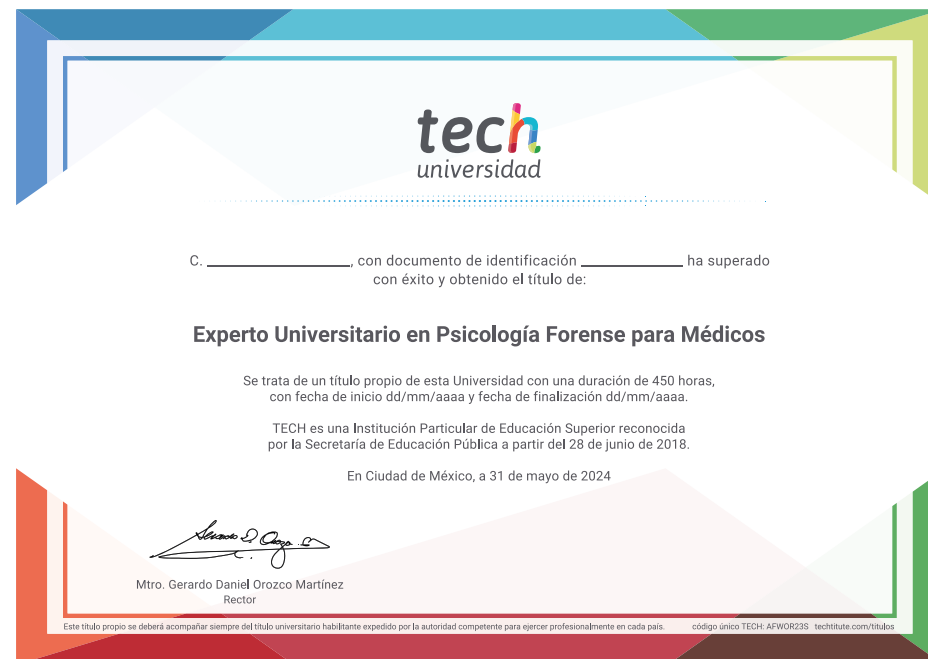 tech
universidad
C. ____________________, con documento de identificación ______________ ha superado
con éxito y obtenido el título de:
Experto Universitario en Psicología Forense para Médicos
Se trata de un título propio de esta Universidad con una duración de 450 horas,
con fecha de inicio dd/mm/aaaa y fecha de finalización dd/mm/aaaa.
TECH es una Institución Particular de Educación Superior reconocida
por la Secretaría de Educación Pública a partir del 28 de junio de 2018.
En Ciudad de México, a 31 de mayo de 2024
Mtro. Gerardo Daniel Orozco Martínez
Rector
Este título propio se deberá acompañar siempre del título universitario habilitante expedido por la autoridad competente para ejercer profesionalmente en cada país. código único TECH: AFWOR23S techtitute.com/titulos